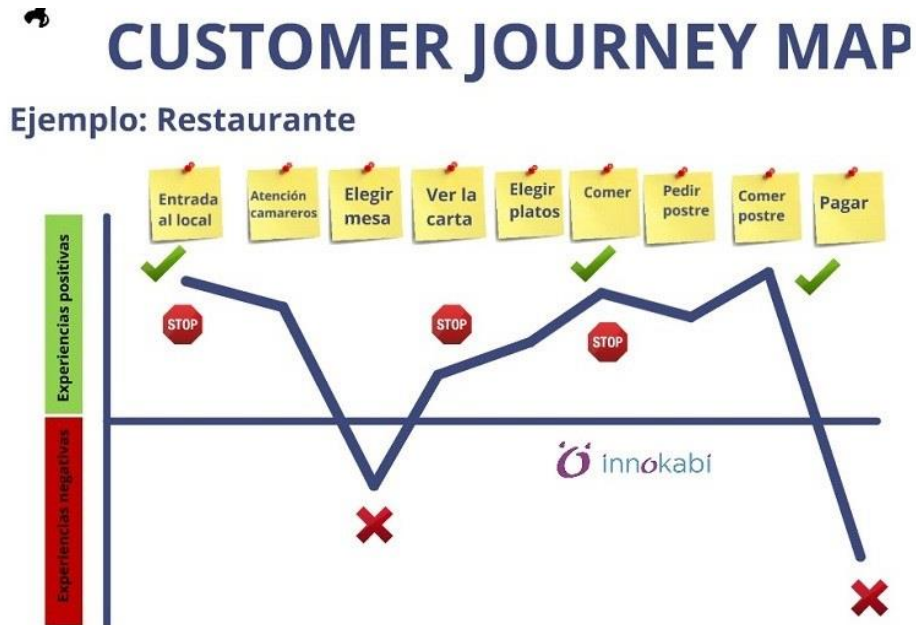 CUSTOMER JOURNEY MAP
Ejemplo: Restaurante
Entrada
al local
Atención
camareros
Elegir
mesa
Ver la
carta
Elegir
platos
Comer
Pedir
postre
Comer
postre
Pagar
Experiencias positivas
STOP
STOP
STOP
Experiencias negativas
innokabi